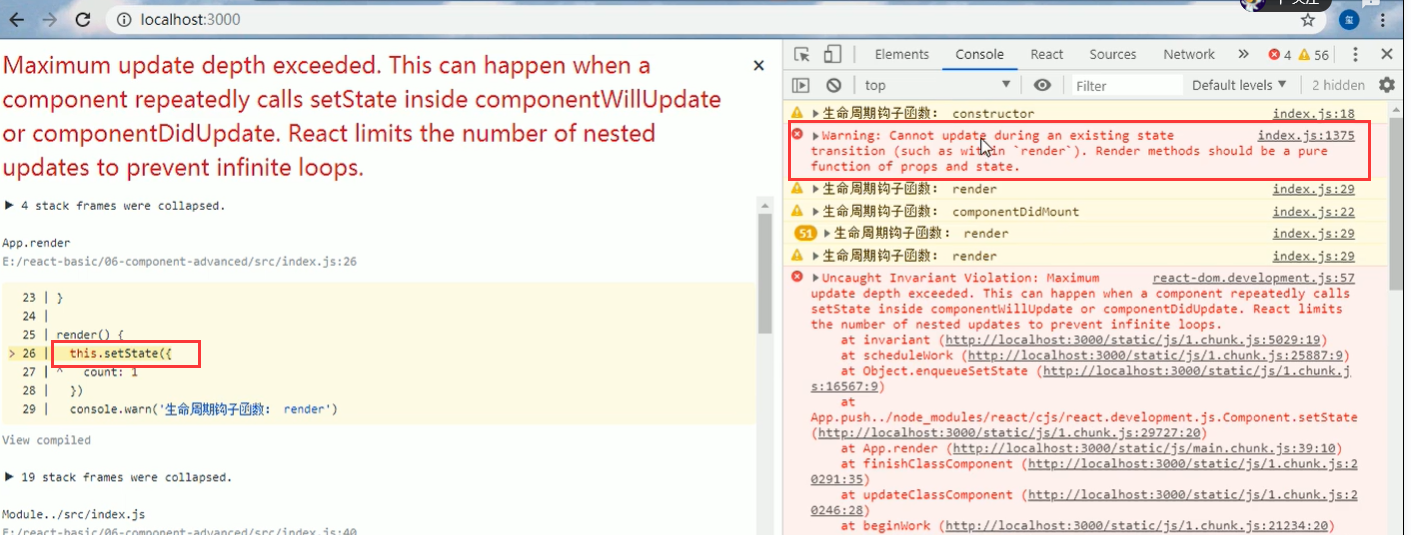 localhost:3000
Maximum update depth exceeded. This can happen when a
component repeatedly calls setState inside componentWillUpdate
or componentDidUpdate. React limits the number of nested
updates to prevent infinite loops.
▶ 4 stack frames were collapsed.
App.render
E:/react-basic/06-component-advanced/src/index.js:26
23 | }
24 |
25 | render() {
> 26 | this.setState({
27 | ^ count: 1
28 | })
29 | console.warn('生命周期钩子函数： render')
View compiled
▶ 19 stack frames were collapsed.
Module../src/index.js
E:/react-basic/06-component-advanced/src/index.js:40
Elements Console React Sources Network » 4 56
top Filter Default levels ▼ 2 hidden
▶生命周期钩子函数： constructor index.js:18
▶Warning: Cannot update during an existing state index.js:1375
transition (such as within `render`). Render methods should be a pure
function of props and state.
▶生命周期钩子函数： render index.js:29
▶生命周期钩子函数： componentDidMount index.js:22
51 ▶生命周期钩子函数： render index.js:29
▶生命周期钩子函数： render index.js:29
▶Uncaught Invariant Violation: Maximum react-dom.development.js:57
update depth exceeded. This can happen when a component repeatedly calls
setState inside componentWillUpdate or componentDidUpdate. React limits
the number of nested updates to prevent infinite loops.
at invariant (http://localhost:3000/static/js/1.chunk.js:5029:19)
at scheduleWork (http://localhost:3000/static/js/1.chunk.js:25887:9)
at Object.enqueueSetState (http://localhost:3000/static/js/1.chunk.j
s:16567:9)
at
App.push../node_modules/react/cjs/react.development.js.Component.setState
(http://localhost:3000/static/js/1.chunk.js:29727:20)
at App.render (http://localhost:3000/static/js/main.chunk.js:39:10)
at finishClassComponent (http://localhost:3000/static/js/1.chunk.js:2
0291:35)
at updateClassComponent (http://localhost:3000/static/js/1.chunk.js:2
0246:28)
at beginWork (http://localhost:3000/static/js/1.chunk.js:21234:20)